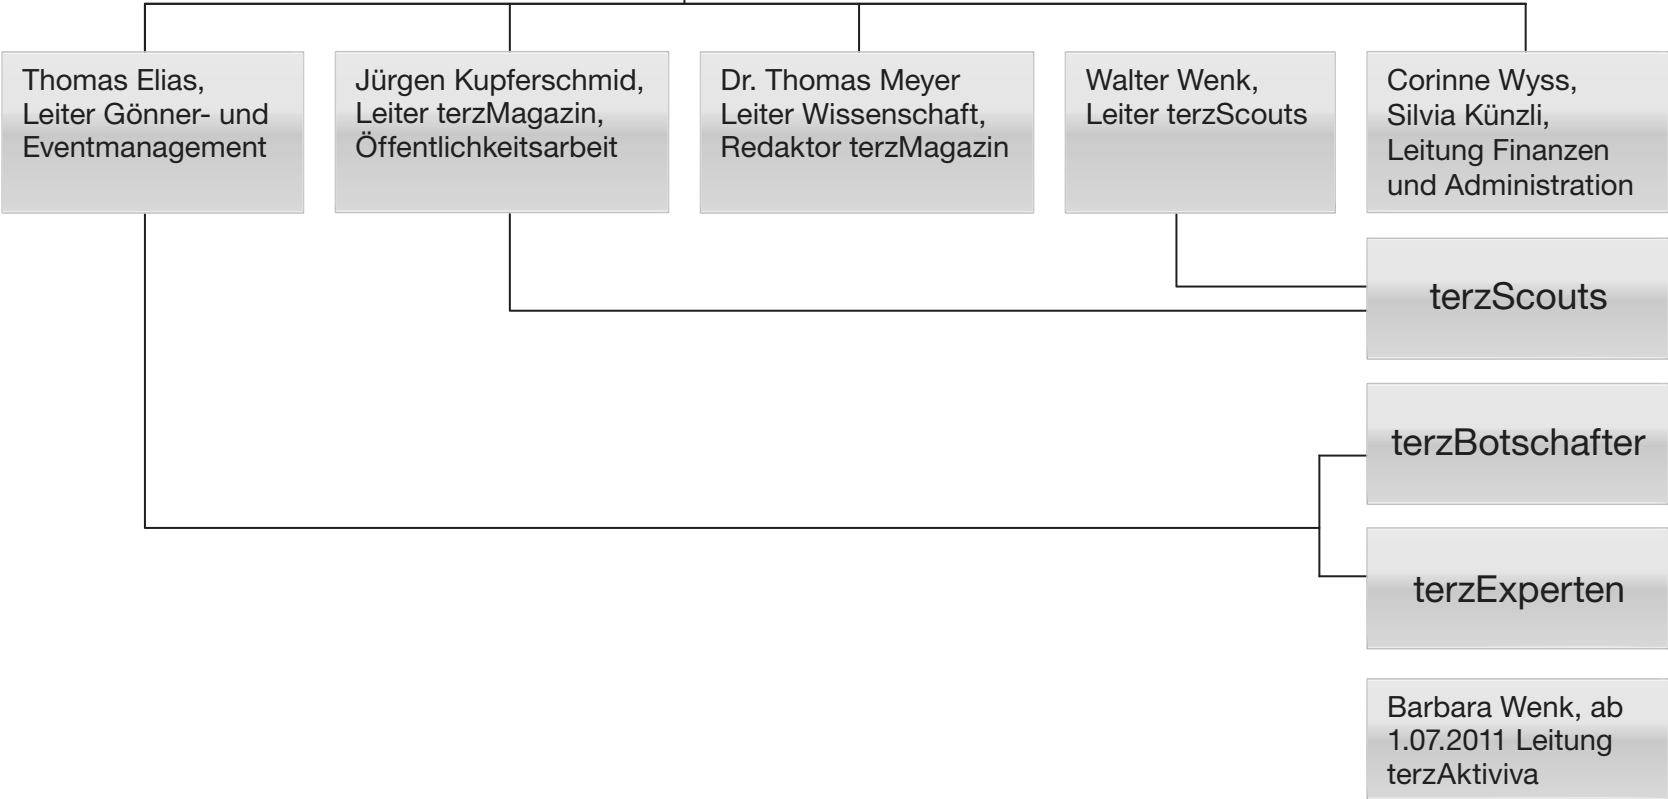 Thomas Elias,
Leiter Gönner- und
Eventmanagement
Jürgen Kupferschmid,
Leiter terzMagazin,
Öffentlichkeitsarbeit
Dr. Thomas Meyer
Leiter Wissenschaft,
Redaktor terzMagazin
Walter Wenk,
Leiter terzScouts
Corinne Wyss,
Silvia Künzli,
Leitung Finanzen
und Administration
terzScouts
terzBotschafter
terzExperten
Barbara Wenk, ab
1.07.2011 Leitung
terzAktiviva